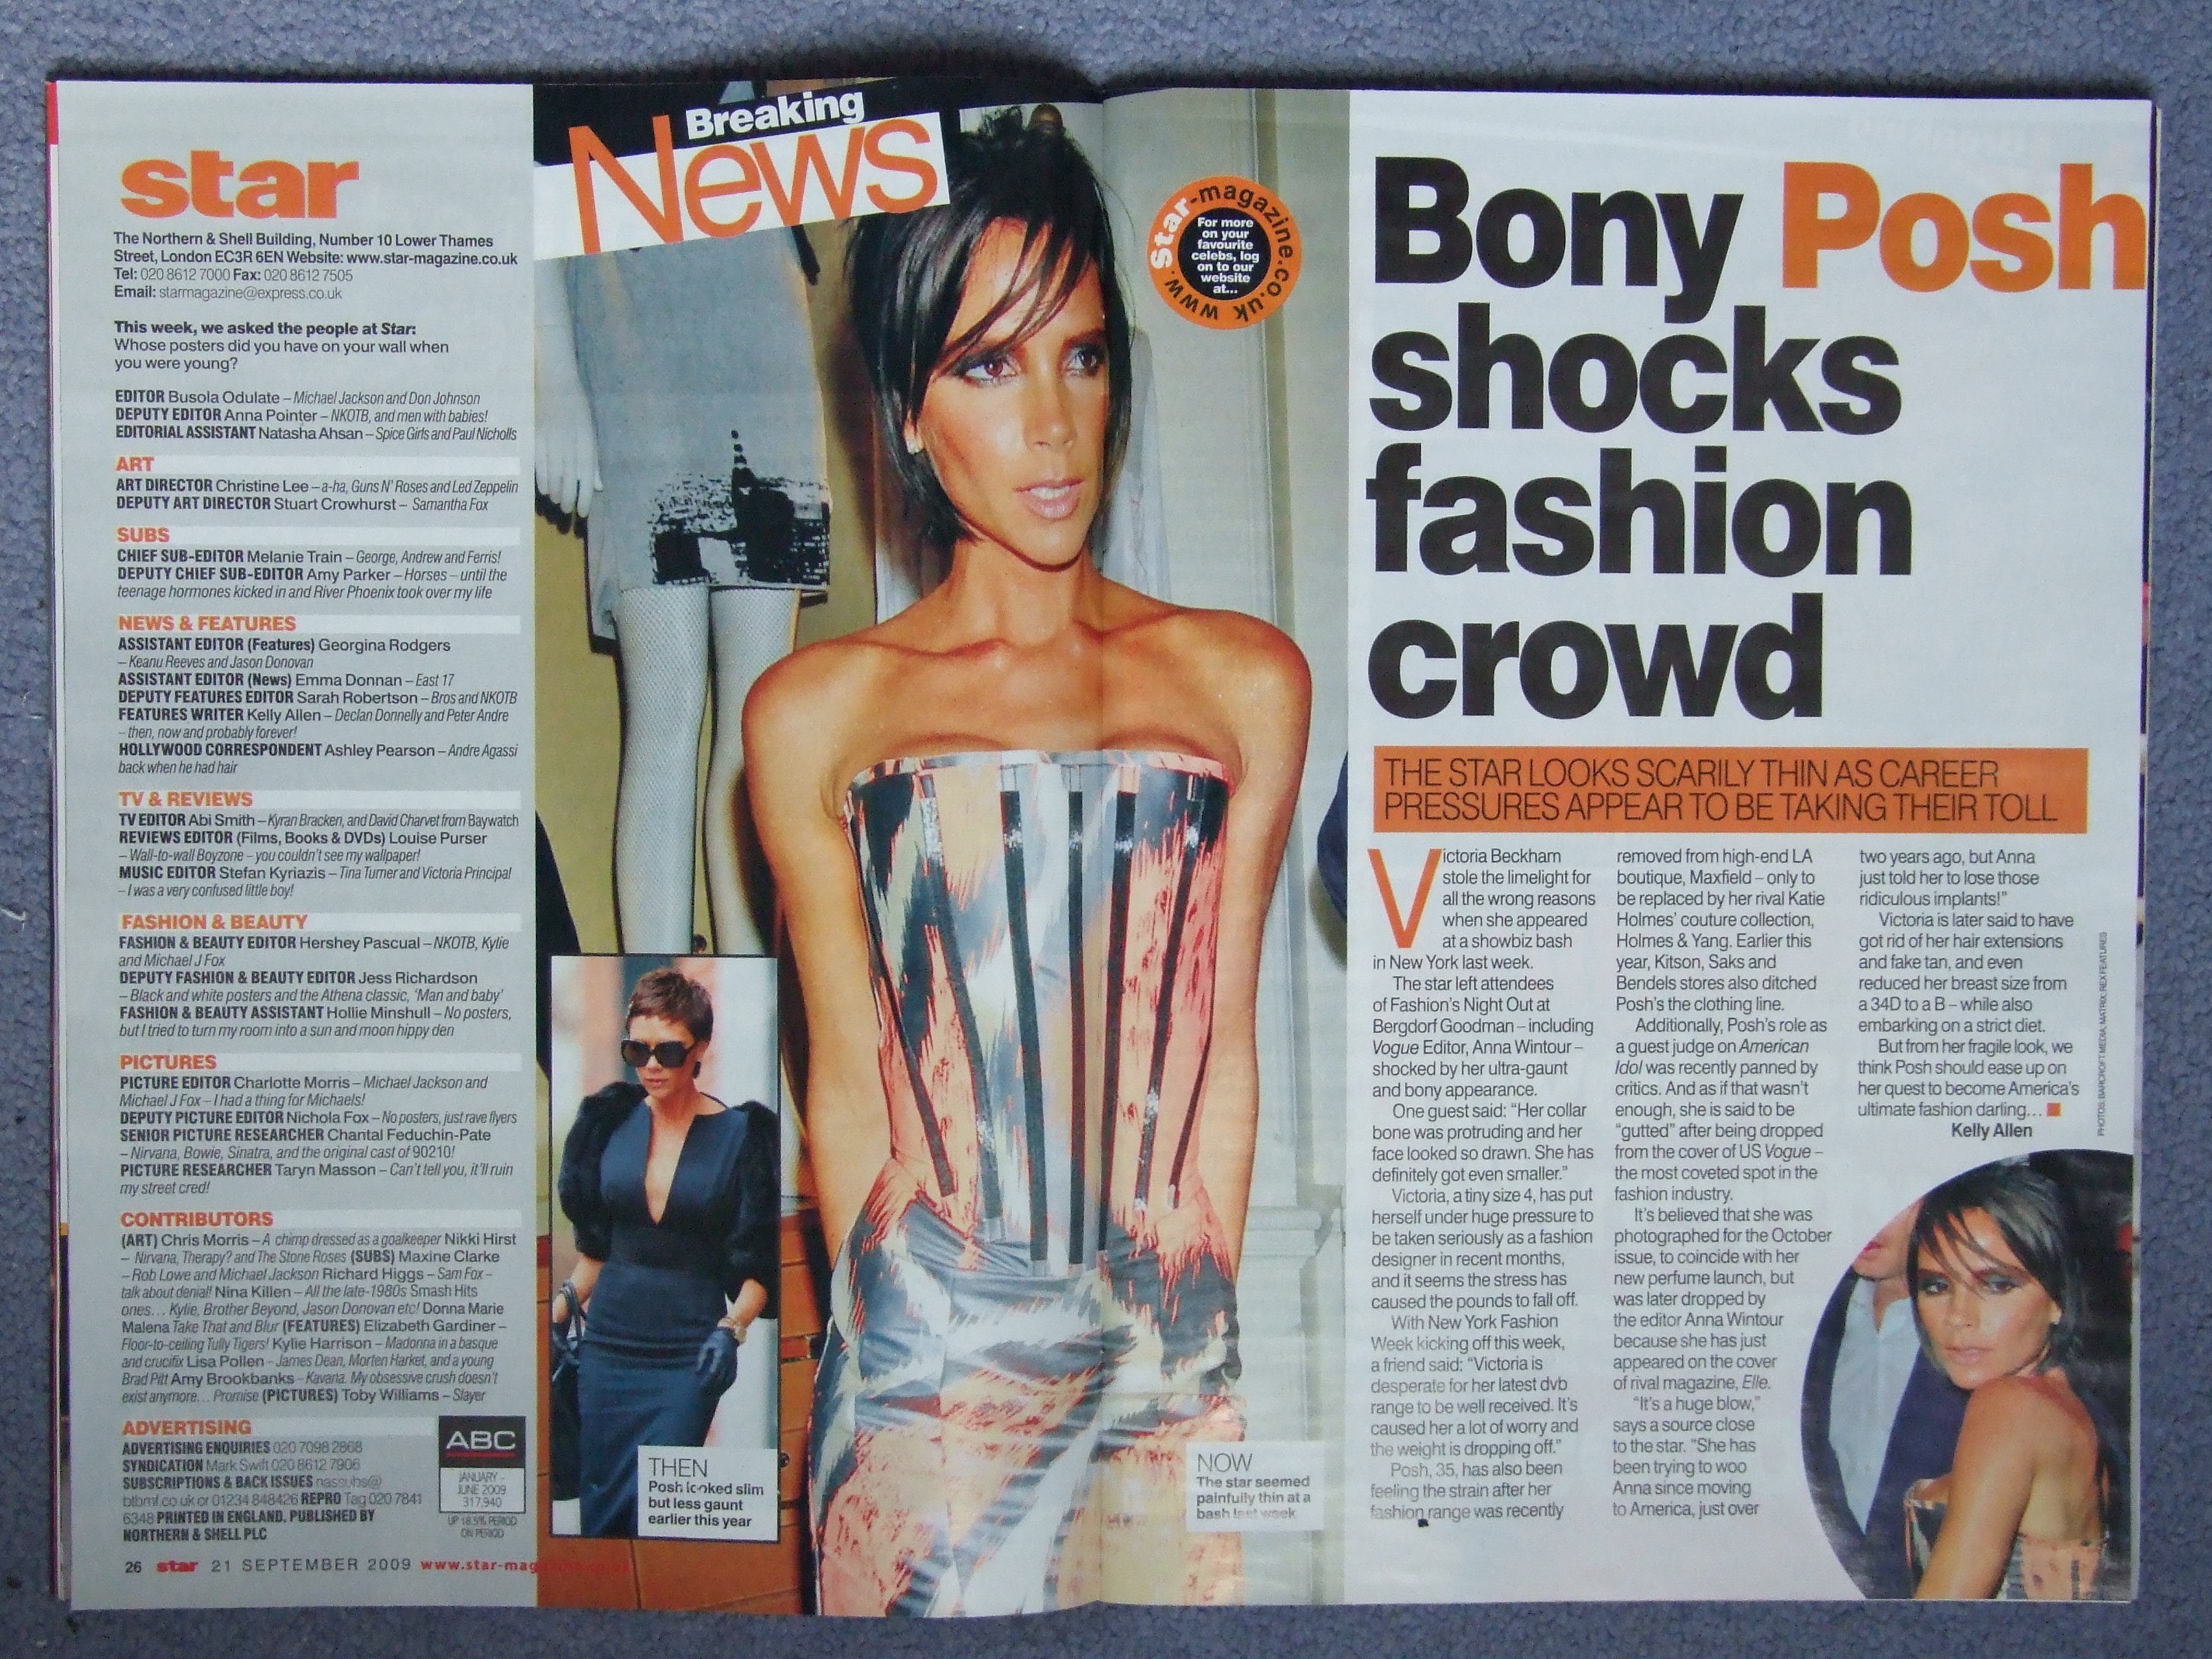 star
The Northern & Shell Building, Number 10 Lower Thames
Street, London EC3R 6EN Website: www.star-magazine.co.uk
Tel: 020 8612 7000 Fax: 020 8612 7505
Email: starmagazine@express.co.uk
This week, we asked the people at Star:
Whose posters did you have on your wall when
you were young?
EDITOR Busola Odulate – Michael Jackson and Don Johnson
DEPUTY EDITOR Anna Pointer – NKOTB, and men with babies!
EDITORIAL ASSISTANT Natasha Ahsan – Spice Girls and Paul Nicholls
ART
ART DIRECTOR Christine Lee – a-ha, Guns N' Roses and Led Zeppelin
DEPUTY ART DIRECTOR Stuart Crowhurst – Samantha Fox
SUBS
CHIEF SUB-EDITOR Melanie Train – George, Andrew and Ferris!
DEPUTY CHIEF SUB-EDITOR Amy Parker – Horses – until the
teenage hormones kicked in and River Phoenix took over my life
NEWS & FEATURES
ASSISTANT EDITOR (Features) Georgina Rodgers
– Keanu Reeves and Jason Donovan
ASSISTANT EDITOR (News) Emma Donnan – East 17
DEPUTY FEATURES EDITOR Sarah Robertson – Bros and NKOTB
FEATURES WRITER Kelly Allen – Declan Donnelly and Peter Andre
– then, now and probably forever!
HOLLYWOOD CORRESPONDENT Ashley Pearson – Andre Agassi
back when he had hair
TV & REVIEWS
TV EDITOR Abi Smith – Kyran Bracken, and David Charvet from Baywatch
REVIEWS EDITOR (Films, Books & DVDs) Louise Purser
– Wall-to-wall Boyzone – you couldn't see my wallpaper!
MUSIC EDITOR Stefan Kyriazis – Tina Turner and Victoria Principal
– I was a very confused little boy!
FASHION & BEAUTY
FASHION & BEAUTY EDITOR Hershey Pascual – NKOTB, Kylie
and Michael J Fox
DEPUTY FASHION & BEAUTY EDITOR Jess Richardson
– Black and white posters and the Athena classic, 'Man and baby'
FASHION & BEAUTY ASSISTANT Hollie Minshull – No posters,
but I tried to turn my room into a sun and moon hippy den
PICTURES
PICTURE EDITOR Charlotte Morris – Michael Jackson and
Michael J Fox – I had a thing for Michaels!
DEPUTY PICTURE EDITOR Nichola Fox – No posters, just rave flyers
SENIOR PICTURE RESEARCHER Chantal Feduchin-Pate
– Nirvana, Bowie, Sinatra, and the original cast of 90210!
PICTURE RESEARCHER Taryn Masson – Can't tell you, it'll ruin
my street cred!
CONTRIBUTORS
(ART) Chris Morris – A chimp dressed as a goalkeeper Nikki Hirst
– Nirvana, Therapy? and The Stone Roses (SUBS) Maxine Clarke
– Rob Lowe and Michael Jackson Richard Higgs – Sam Fox –
talk about denial! Nina Killen – All the late-1980s Smash Hits
ones... Kylie, Brother Beyond, Jason Donovan etc! Donna Marie
Malena Take That and Blur (FEATURES) Elizabeth Gardiner –
Floor-to-ceiling Tully Tigers! Kylie Harrison – Madonna in a basque
and crucifix Lisa Pollen – James Dean, Morten Harket, and a young
Brad Pitt Amy Brookbanks – Kavana. My obsessive crush doesn't
exist anymore... Promise (PICTURES) Toby Williams – Slayer
ADVERTISING
ADVERTISING ENQUIRIES 020 7098 2868
SYNDICATION Mark Swift 020 8612 7906
SUBSCRIPTIONS & BACK ISSUES nassubs@
btbmf.co.uk or 01234 848426 REPRO Tag 020 7841
6348 PRINTED IN ENGLAND. PUBLISHED BY
NORTHERN & SHELL PLC
ABC
JANUARY -
JUNE 2009
317,940
UP 18.5% PERIOD
ON PERIOD
26 star 21 SEPTEMBER 2009 www.star-magazine.co.uk
Breaking
News
www.Star-magazine.co.uk
For more
on your
favourite
celebs, log
on to our
website
at...
THEN
Posh looked slim
but less gaunt
earlier this year
NOW
The star seemed
painfully thin at a
bash last week
Bony Posh
shocks
fashion
crowd
THE STAR LOOKS SCARILY THIN AS CAREER
PRESSURES APPEAR TO BE TAKING THEIR TOLL
Victoria Beckham
stole the limelight for
all the wrong reasons
when she appeared
at a showbiz bash
in New York last week.
The star left attendees
of Fashion's Night Out at
Bergdorf Goodman – including
Vogue Editor, Anna Wintour –
shocked by her ultra-gaunt
and bony appearance.
One guest said: "Her collar
bone was protruding and her
face looked so drawn. She has
definitely got even smaller."
Victoria, a tiny size 4, has put
herself under huge pressure to
be taken seriously as a fashion
designer in recent months,
and it seems the stress has
caused the pounds to fall off.
With New York Fashion
Week kicking off this week,
a friend said: "Victoria is
desperate for her latest dvb
range to be well received. It's
caused her a lot of worry and
the weight is dropping off."
Posh, 35, has also been
feeling the strain after her
fashion range was recently
removed from high-end LA
boutique, Maxfield – only to
be replaced by her rival Katie
Holmes' couture collection,
Holmes & Yang. Earlier this
year, Kitson, Saks and
Bendels stores also ditched
Posh's the clothing line.
Additionally, Posh's role as
a guest judge on American
Idol was recently panned by
critics. And as if that wasn't
enough, she is said to be
"gutted" after being dropped
from the cover of US Vogue –
the most coveted spot in the
fashion industry.
It's believed that she was
photographed for the October
issue, to coincide with her
new perfume launch, but
was later dropped by
the editor Anna Wintour
because she has just
appeared on the cover
of rival magazine, Elle.
"It's a huge blow,"
says a source close
to the star. "She has
been trying to woo
Anna since moving
to America, just over
two years ago, but Anna
just told her to lose those
ridiculous implants!"
Victoria is later said to have
got rid of her hair extensions
and fake tan, and even
reduced her breast size from
a 34D to a B – while also
embarking on a strict diet.
But from her fragile look, we
think Posh should ease up on
her quest to become America's
ultimate fashion darling...
Kelly Allen
PHOTOS: BARCROFT MEDIA; MATRIX; REX FEATURES